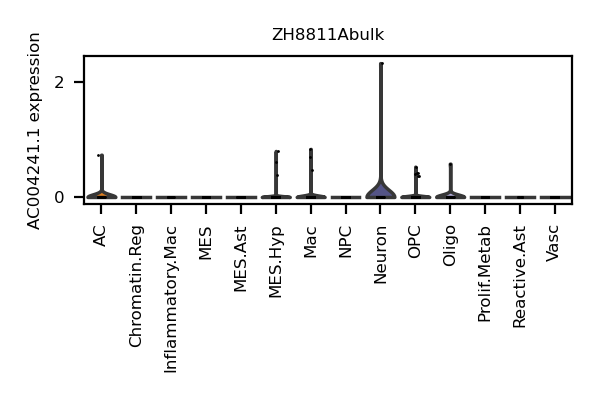 ZH8811Abulk
AC004241.1 expression
2
0
AC
Chromatin.Reg
Inflammatory.Mac
MES
MES.Ast
MES.Hyp
Mac
NPC
Neuron
OPC
Oligo
Prolif.Metab
Reactive.Ast
Vasc